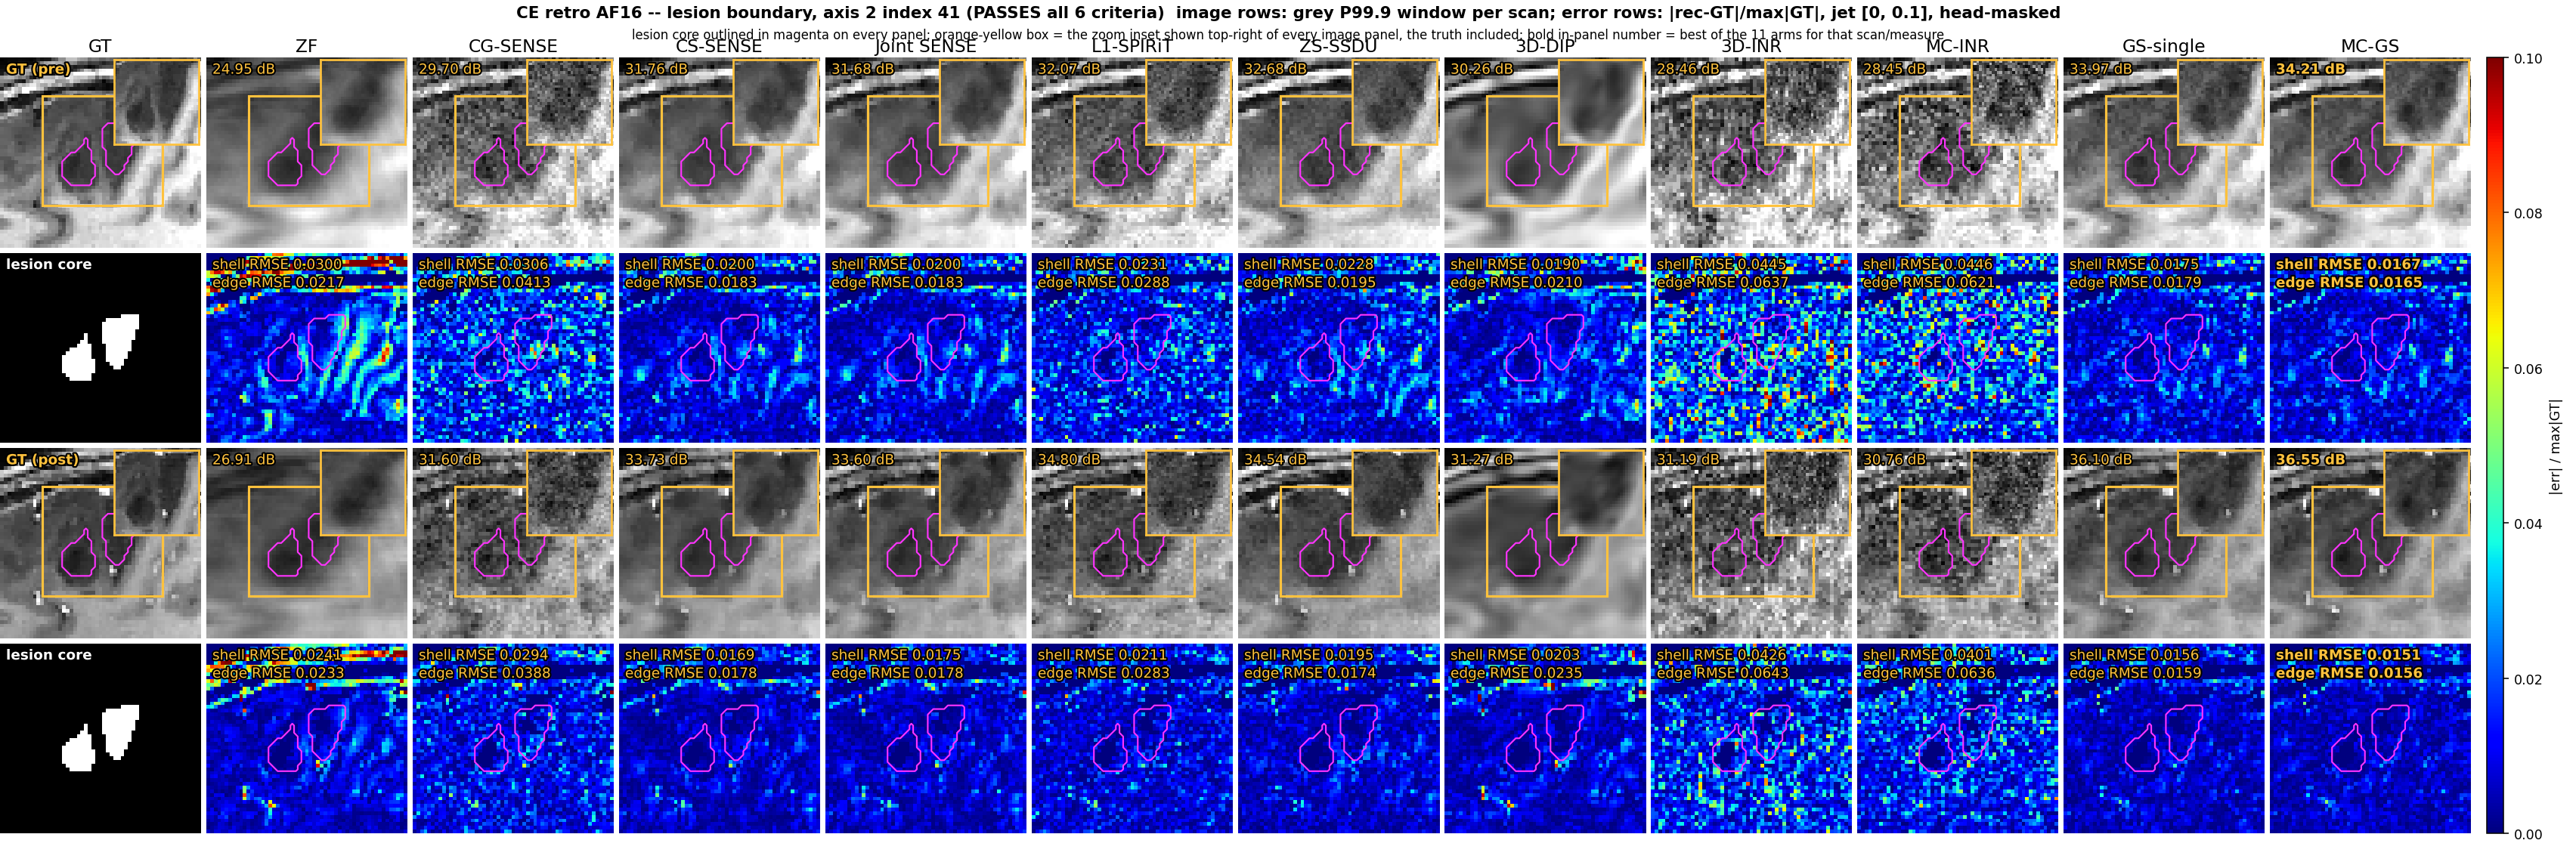 CE retro AF16 -- lesion boundary, axis 2 index 41 (PASSES all 6 criteria)  image rows: grey P99.9 window per scan; error rows: |rec-GT|/max|GT|, jet [0, 0.1], head-masked
lesion core outlined in magenta on every panel; orange-yellow box = the zoom inset shown top-right of every image panel, the truth included; bold in-panel number = best of the 11 arms for that scan/measure
GT ZF CG-SENSE CS-SENSE Joint SENSE L1-SPIRiT ZS-SSDU 3D-DIP 3D-INR MC-INR GS-single MC-GS
GT (pre) 24.95 dB 29.70 dB 31.76 dB 31.68 dB 32.07 dB 32.68 dB 30.26 dB 28.46 dB 28.45 dB 33.97 dB 34.21 dB
lesion core shell RMSE 0.0300 shell RMSE 0.0306 shell RMSE 0.0200 shell RMSE 0.0200 shell RMSE 0.0231 shell RMSE 0.0228 shell RMSE 0.0190 shell RMSE 0.0445 shell RMSE 0.0446 shell RMSE 0.0175 shell RMSE 0.0167
edge RMSE 0.0217 edge RMSE 0.0413 edge RMSE 0.0183 edge RMSE 0.0183 edge RMSE 0.0288 edge RMSE 0.0195 edge RMSE 0.0210 edge RMSE 0.0637 edge RMSE 0.0621 edge RMSE 0.0179 edge RMSE 0.0165
GT (post) 26.91 dB 31.60 dB 33.73 dB 33.60 dB 34.80 dB 34.54 dB 31.27 dB 31.19 dB 30.76 dB 36.10 dB 36.55 dB
lesion core shell RMSE 0.0241 shell RMSE 0.0294 shell RMSE 0.0169 shell RMSE 0.0175 shell RMSE 0.0211 shell RMSE 0.0195 shell RMSE 0.0203 shell RMSE 0.0426 shell RMSE 0.0401 shell RMSE 0.0156 shell RMSE 0.0151
edge RMSE 0.0233 edge RMSE 0.0388 edge RMSE 0.0178 edge RMSE 0.0178 edge RMSE 0.0283 edge RMSE 0.0174 edge RMSE 0.0235 edge RMSE 0.0643 edge RMSE 0.0636 edge RMSE 0.0159 edge RMSE 0.0156
0.10
0.08
0.06
0.04
0.02
0.00
|err| / max|GT|